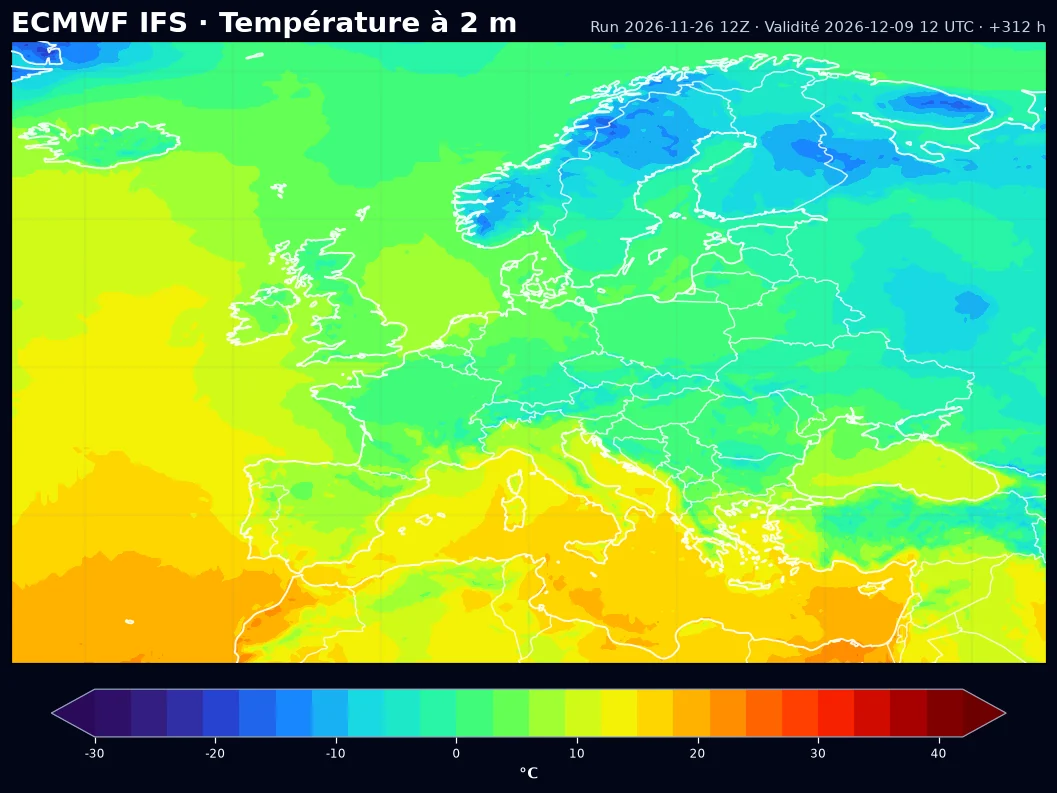 ECMWF IFS · Température à 2 m
Run 2026-11-26 12Z · Validité 2026-12-09 12 UTC · +312 h
-30 -20 -10 0 10 20 30 40
°C